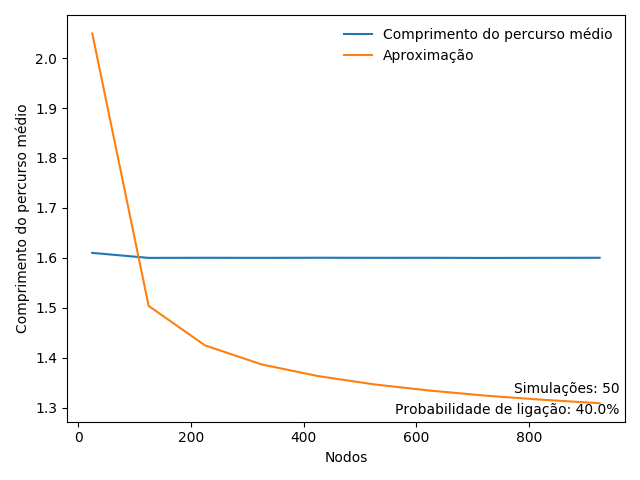 Comprimento do percurso médio
Aproximação
2.0
1.9
1.8
1.7
1.6
1.5
1.4
1.3
Comprimento do percurso médio
Simulações: 50
Probabilidade de ligação: 40.0%
0
200
400
600
800
Nodos